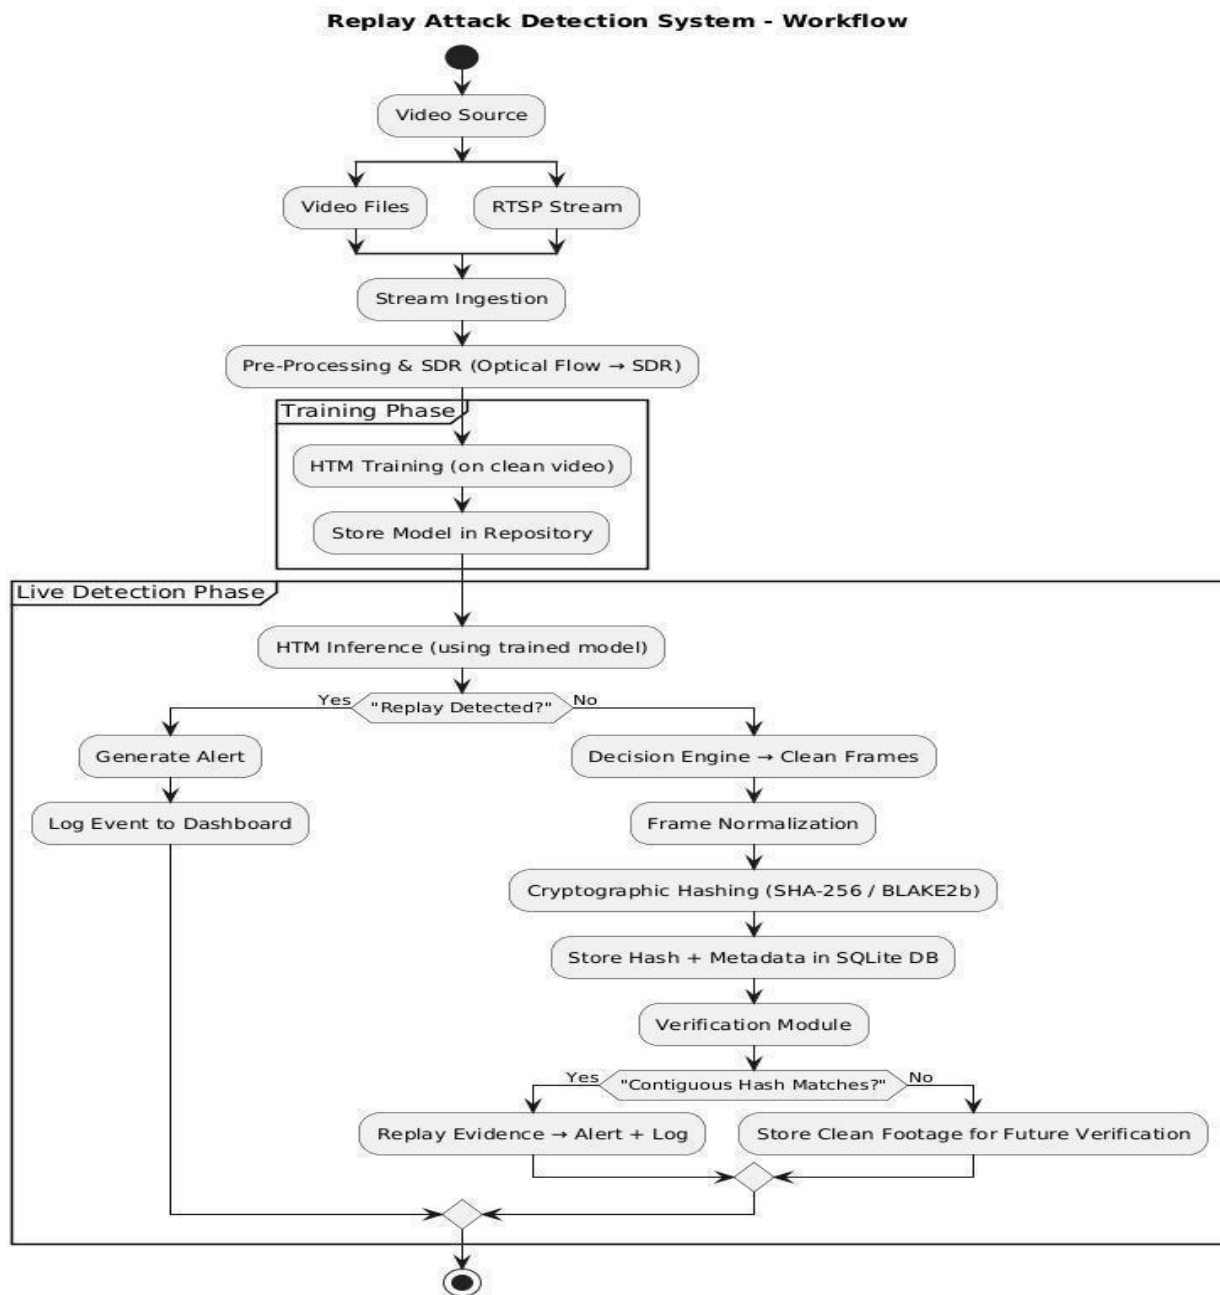 Replay Attack Detection System - Workflow
Video Source
Video Files
RTSP Stream
Stream Ingestion
Pre-Processing & SDR (Optical Flow → SDR)
Training Phase
HTM Training (on clean video)
Store Model in Repository
Live Detection Phase
HTM Inference (using trained model)
Yes
"Replay Detected?"
No
Generate Alert
Decision Engine → Clean Frames
Log Event to Dashboard
Frame Normalization
Cryptographic Hashing (SHA-256 / BLAKE2b)
Store Hash + Metadata in SQLite DB
Verification Module
Yes
"Contiguous Hash Matches?"
No
Replay Evidence → Alert + Log
Store Clean Footage for Future Verification